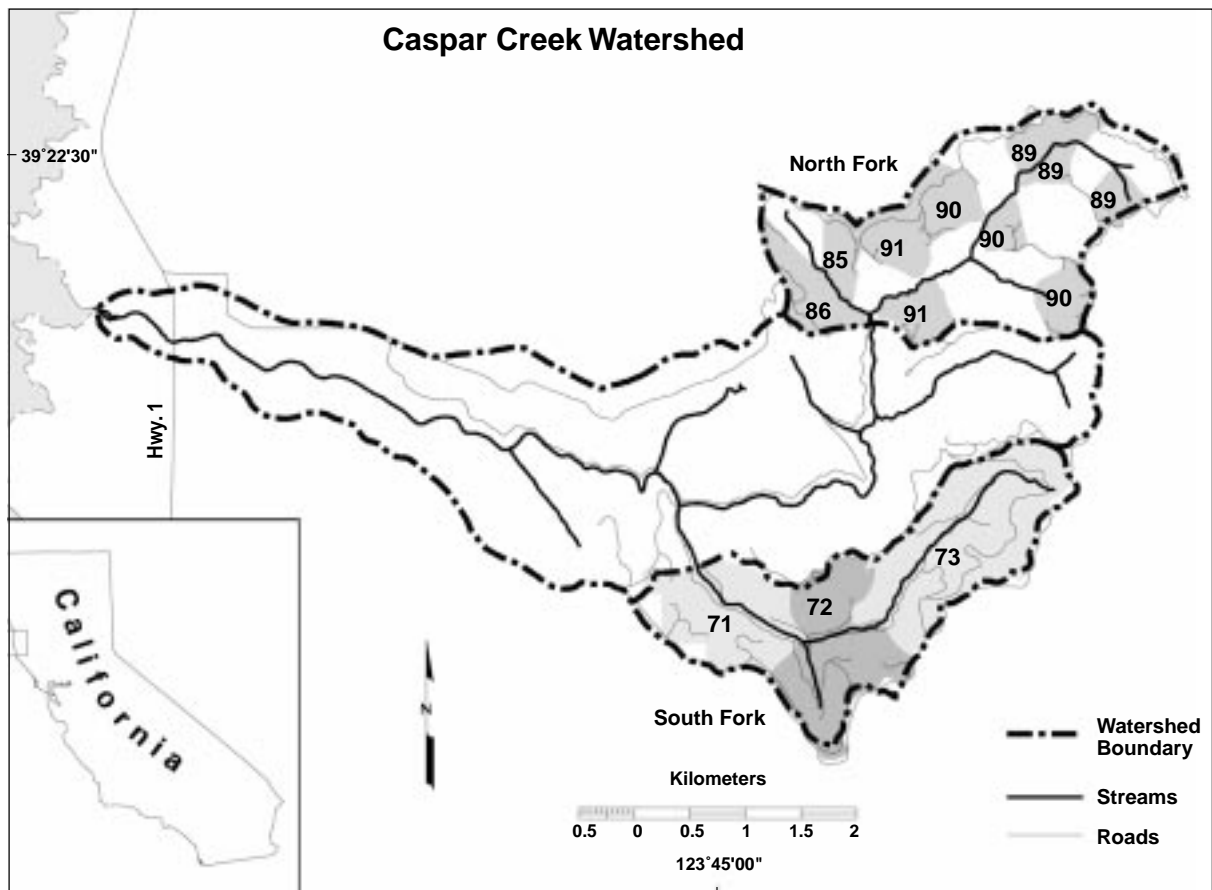 Caspar Creek Watershed
39°22'30"
North Fork
89
89
89
90
90
91
85
90
86
91
Hwy. 1
73
72
71
California
South Fork
N
Watershed
Boundary
Kilometers
Streams
0.5 0 0.5 1 1.5 2
Roads
123°45'00"